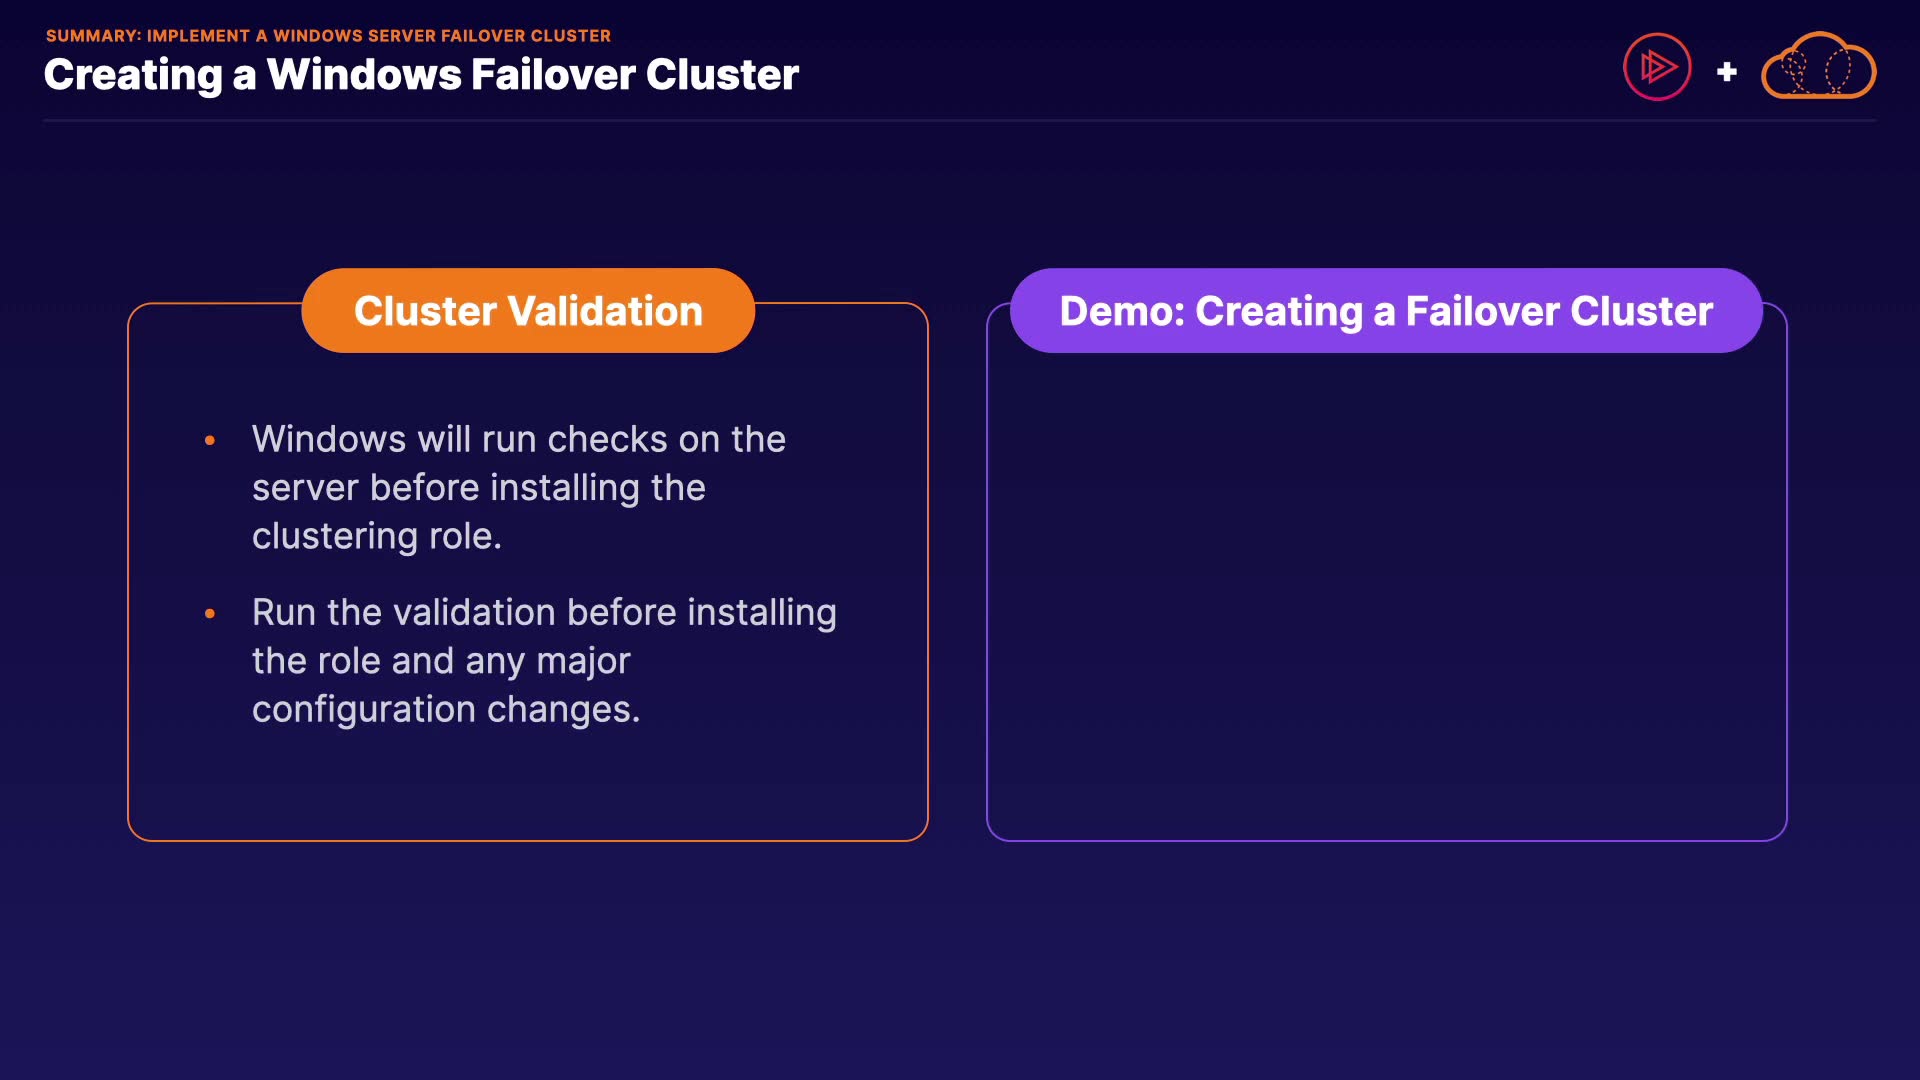 SUMMARY: IMPLEMENT A WINDOWS SERVER FAILOVER CLUSTER
Creating a Windows Failover Cluster
+
Cluster Validation
• Windows will run checks on the
server before installing the
clustering role.
• Run the validation before installing
the role and any major
configuration changes.
Demo: Creating a Failover Cluster